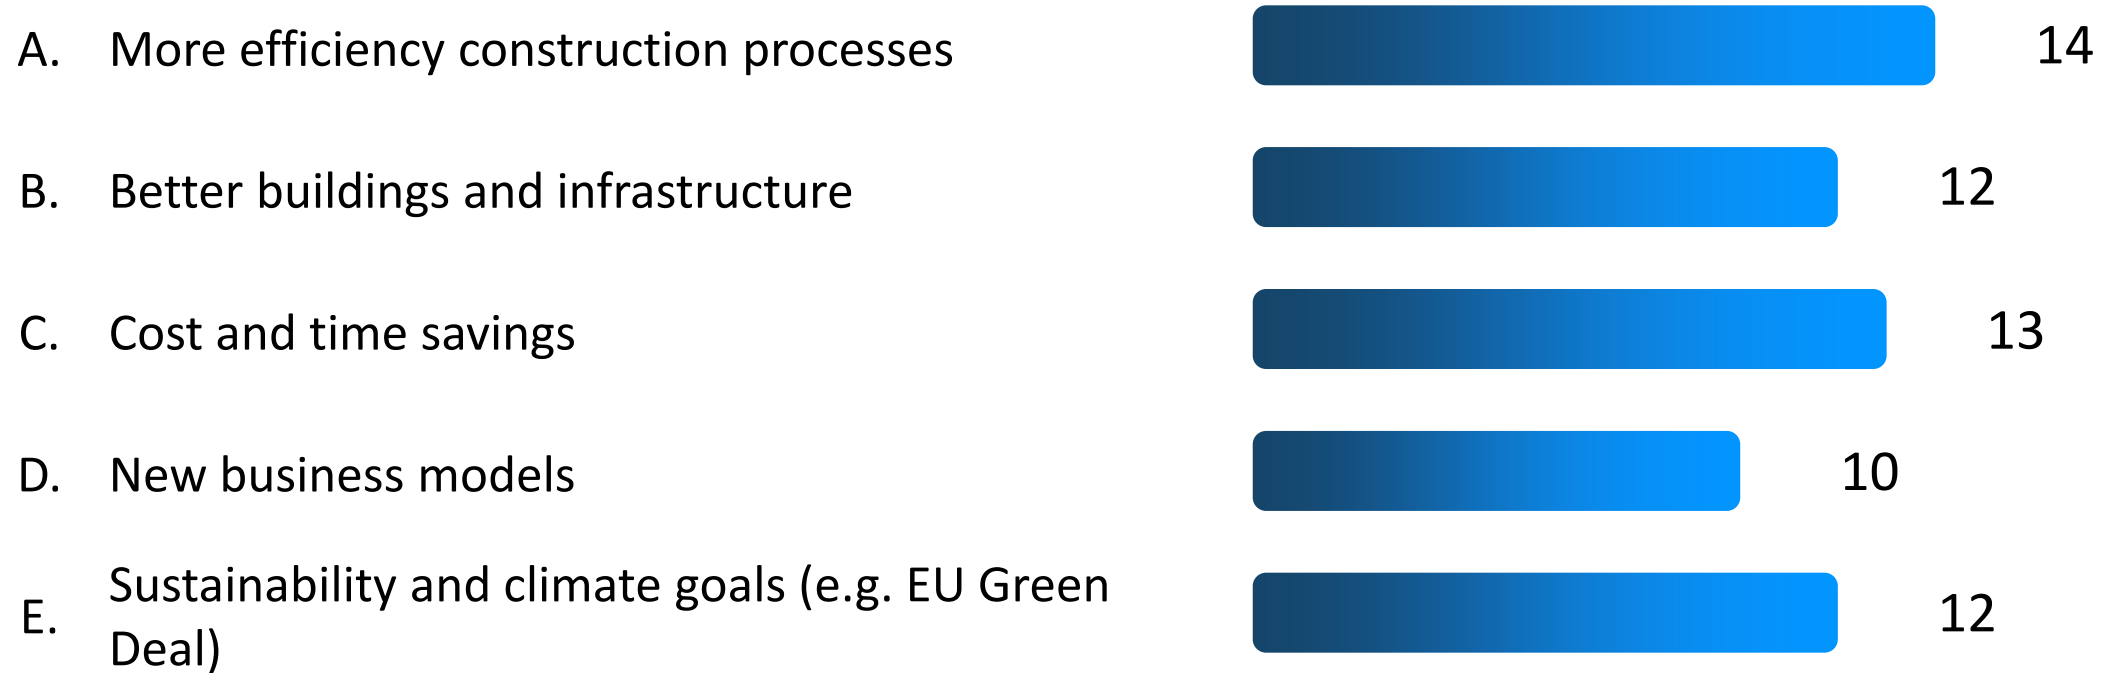 A. More efficiency construction processes 14
B. Better buildings and infrastructure 12
C. Cost and time savings 13
D. New business models 10
E. Sustainability and climate goals (e.g. EU Green
Deal) 12